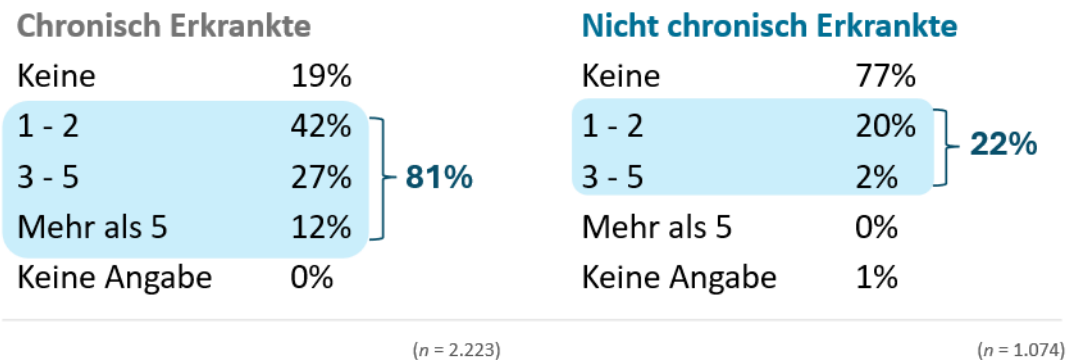 Chronisch Erkrankte
Keine 19%
1 - 2 42%
3 - 5 27%
Mehr als 5 12%
Keine Angabe 0%
81%
(n = 2.223)
Nicht chronisch Erkrankte
Keine 77%
1 - 2 20%
3 - 5 2%
Mehr als 5 0%
Keine Angabe 1%
22%
(n = 1.074)